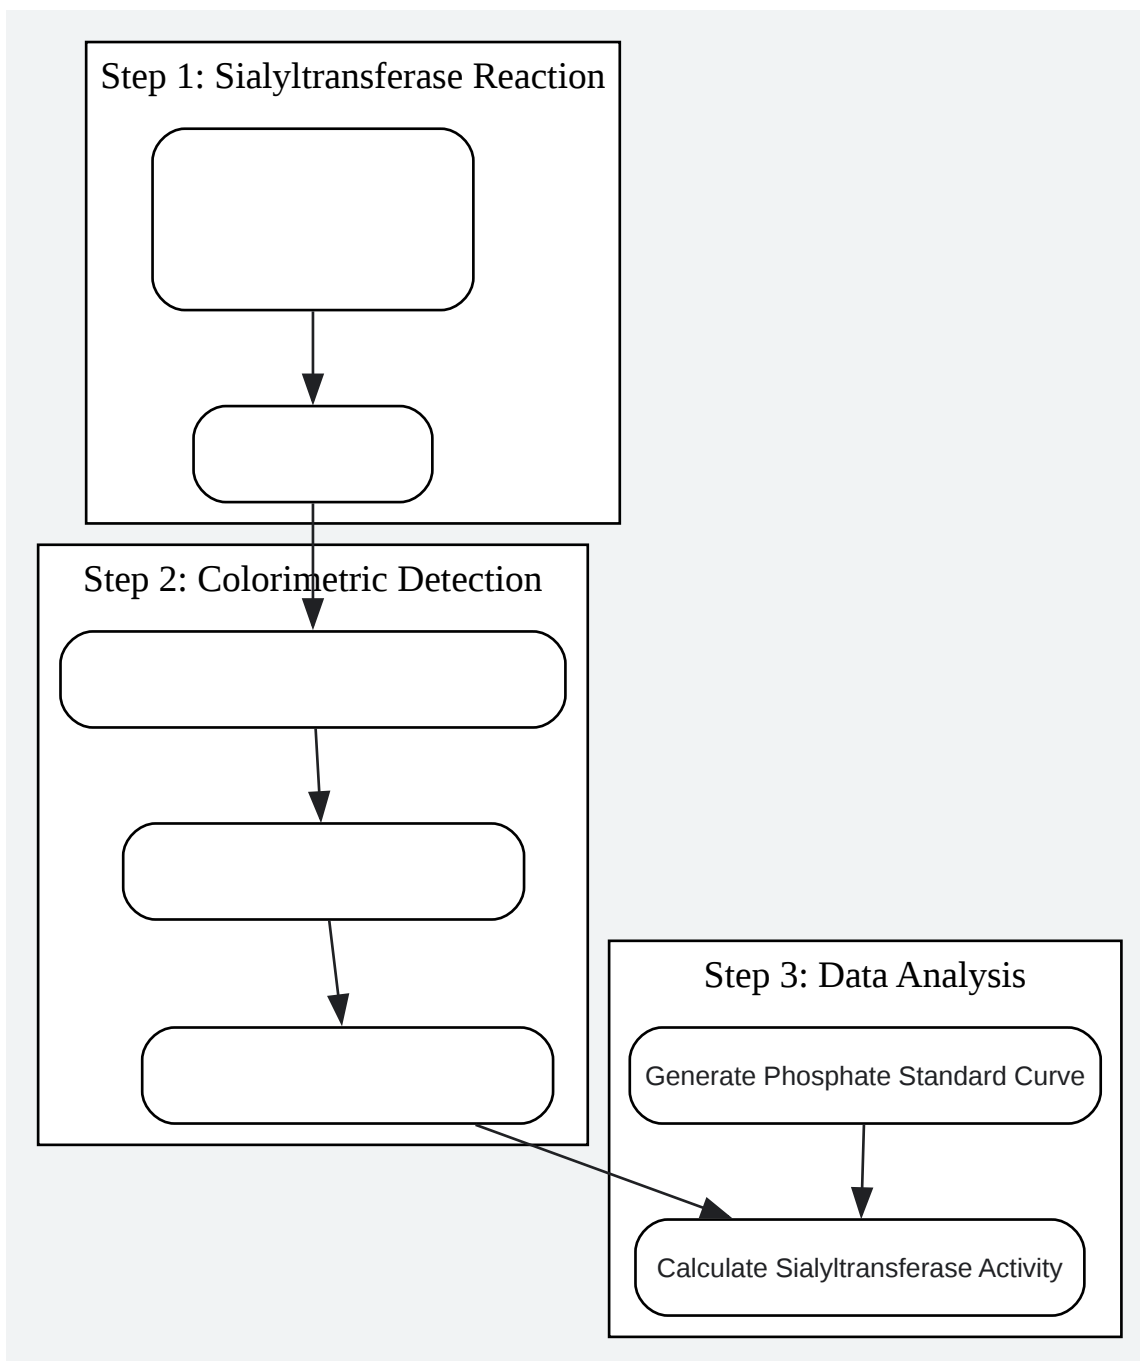 Step 1: Sialyltransferase Reaction
Step 2: Colorimetric Detection
Step 3: Data Analysis
Generate Phosphate Standard Curve
Calculate Sialyltransferase Activity